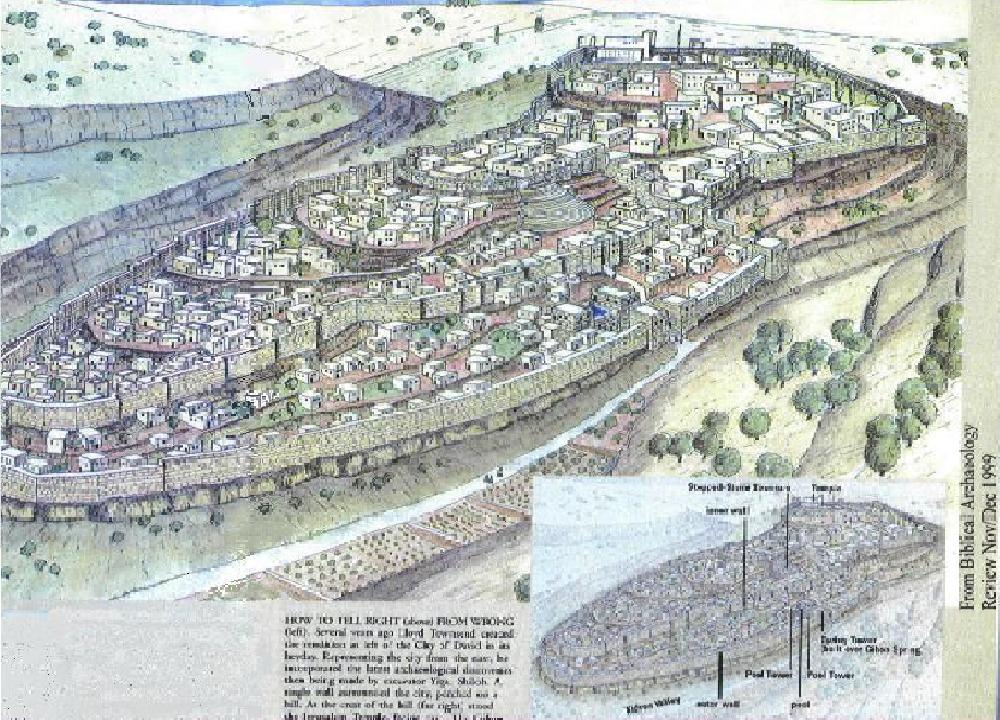 HOW TO TELL RIGHT (above) FROM WRONG
(left). Several years ago Lloyd Townsend created
the rendition at left of the City of David in its
heyday. Representing the city from the east, he
incorporated the latest archaeological discoveries
then being made by excavator Yigal Shiloh. A
single wall surrounded the city, perched on a
hill. At the crest of the hill (far right) stood
the Jerusalem Temple, facing
Stepped-Stone Structure
Temple
inner wall
Spring Tower
(built over Gihon Spring)
Pool Tower
Pool Tower
Kidron Valley
outer wall
pool
From Biblical Archaeology
Review Nov/Dec 1999